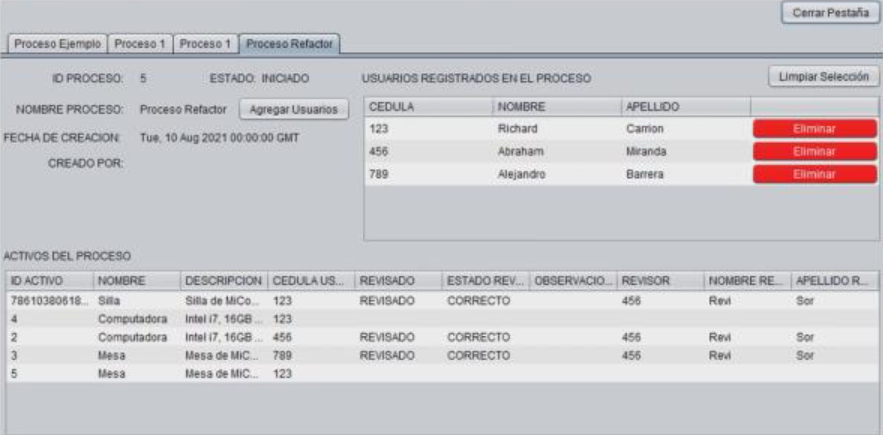 Cerrar Pestaña
Proceso Ejemplo Proceso 1 Proceso 1 Proceso Refactor
ID PROCESO: 5 ESTADO: INICIADO USUARIOS REGISTRADOS EN EL PROCESO Limpiar Selección
NOMBRE PROCESO: Proceso Refactor Agregar Usuarios CEDULA NOMBRE APELLIDO
123 Richard Carrion Eliminar
FECHA DE CREACION: Tue, 10 Aug 2021 00:00:00 GMT
456 Abraham Miranda Eliminar
CREADO POR:
789 Alejandro Barrera Eliminar
ACTIVOS DEL PROCESO
ID ACTIVO NOMBRE DESCRIPCION CEDULA US... REVISADO ESTADO REV... OBSERVACIO... REVISOR NOMBRE RE... APELLIDO R...
78610380618... Silla Silla de MiCo... 123 REVISADO CORRECTO 456 Revi Sor
4 Computadora Intel i7, 16GB ... 123
2 Computadora Intel i7, 16GB ... 456 REVISADO CORRECTO 456 Revi Sor
3 Mesa Mesa de MiC... 789 REVISADO CORRECTO 456 Revi Sor
5 Mesa Mesa de MiC... 123